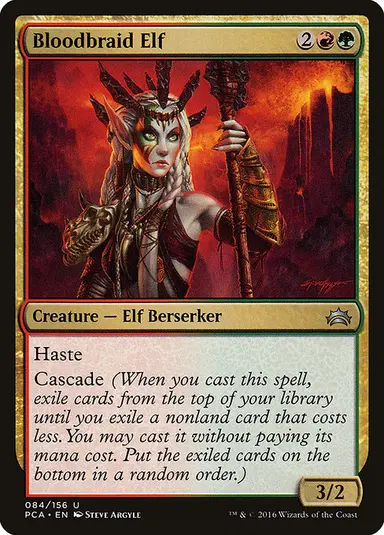 Bloodbraid Elf 2
Creature — Elf Berserker
Haste
Cascade (When you cast this spell,
exile cards from the top of your library
until you exile a nonland card that costs
less. You may cast it without paying its
mana cost. Put the exiled cards on the
bottom in a random order.)
3/2
084/156 U
PCA • EN Steve Argyle ™ & © 2016 Wizards of the Coast